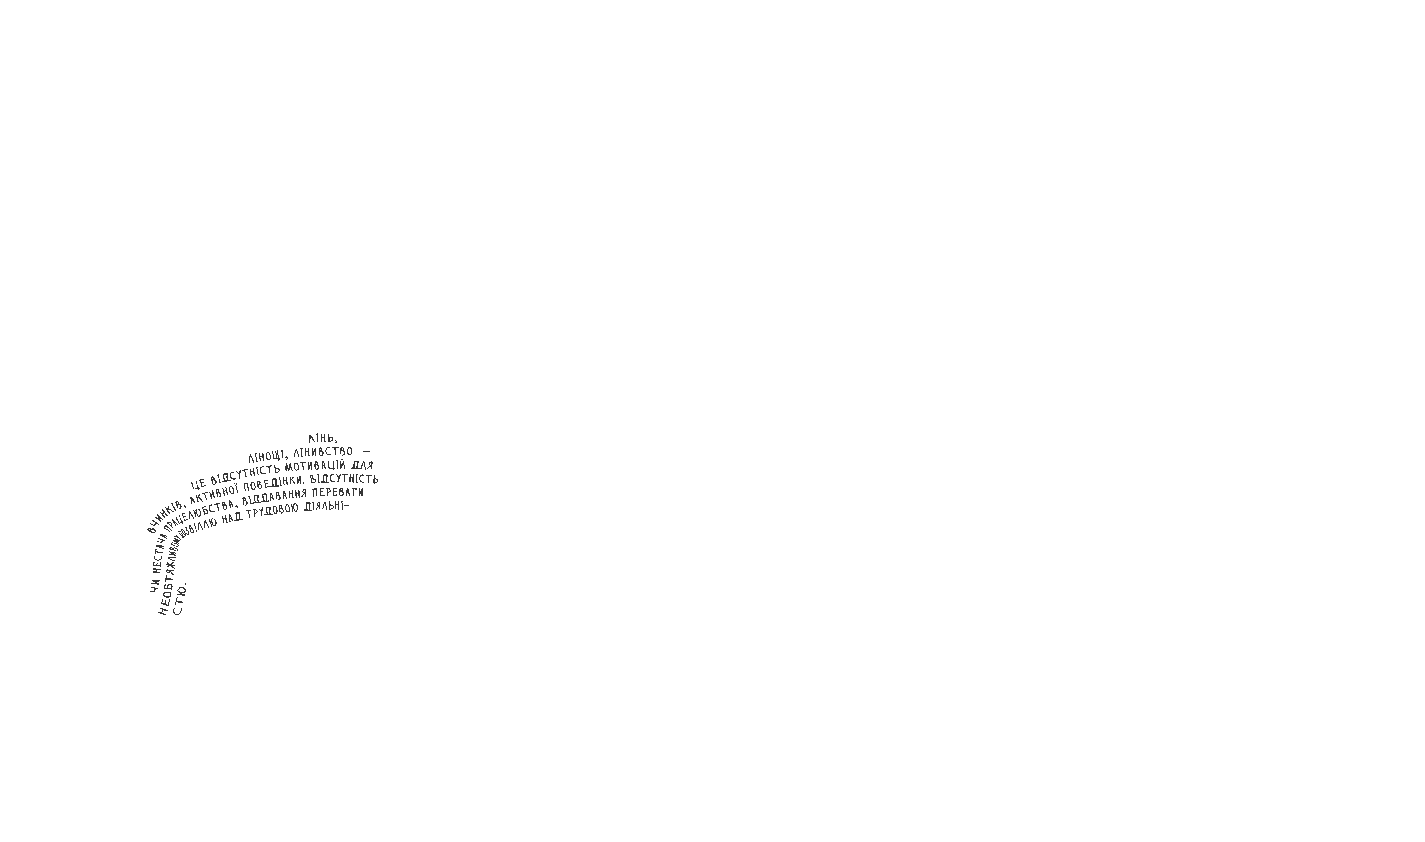 ЛІНЬ,
ЛІНОЩІ, ЛІНИВСТВО –
ЦЕ ВІДСУТНІСТЬ МОТИВАЦІЙ ДЛЯ
ВЧИНКІВ, АКТИВНОЇ ПОВЕДІНКИ. ВІДСУТНІСТЬ
ЧИ НЕСТАЧА ПРАЦЕЛЮБСТВА, ВІДДАВАННЯ ПЕРЕВАГИ
НЕОБТЯЖЛИВОМУ ДОЗВІЛЛЮ НАД ТРУДОВОЮ ДІЯЛЬНІ–
СТЮ.